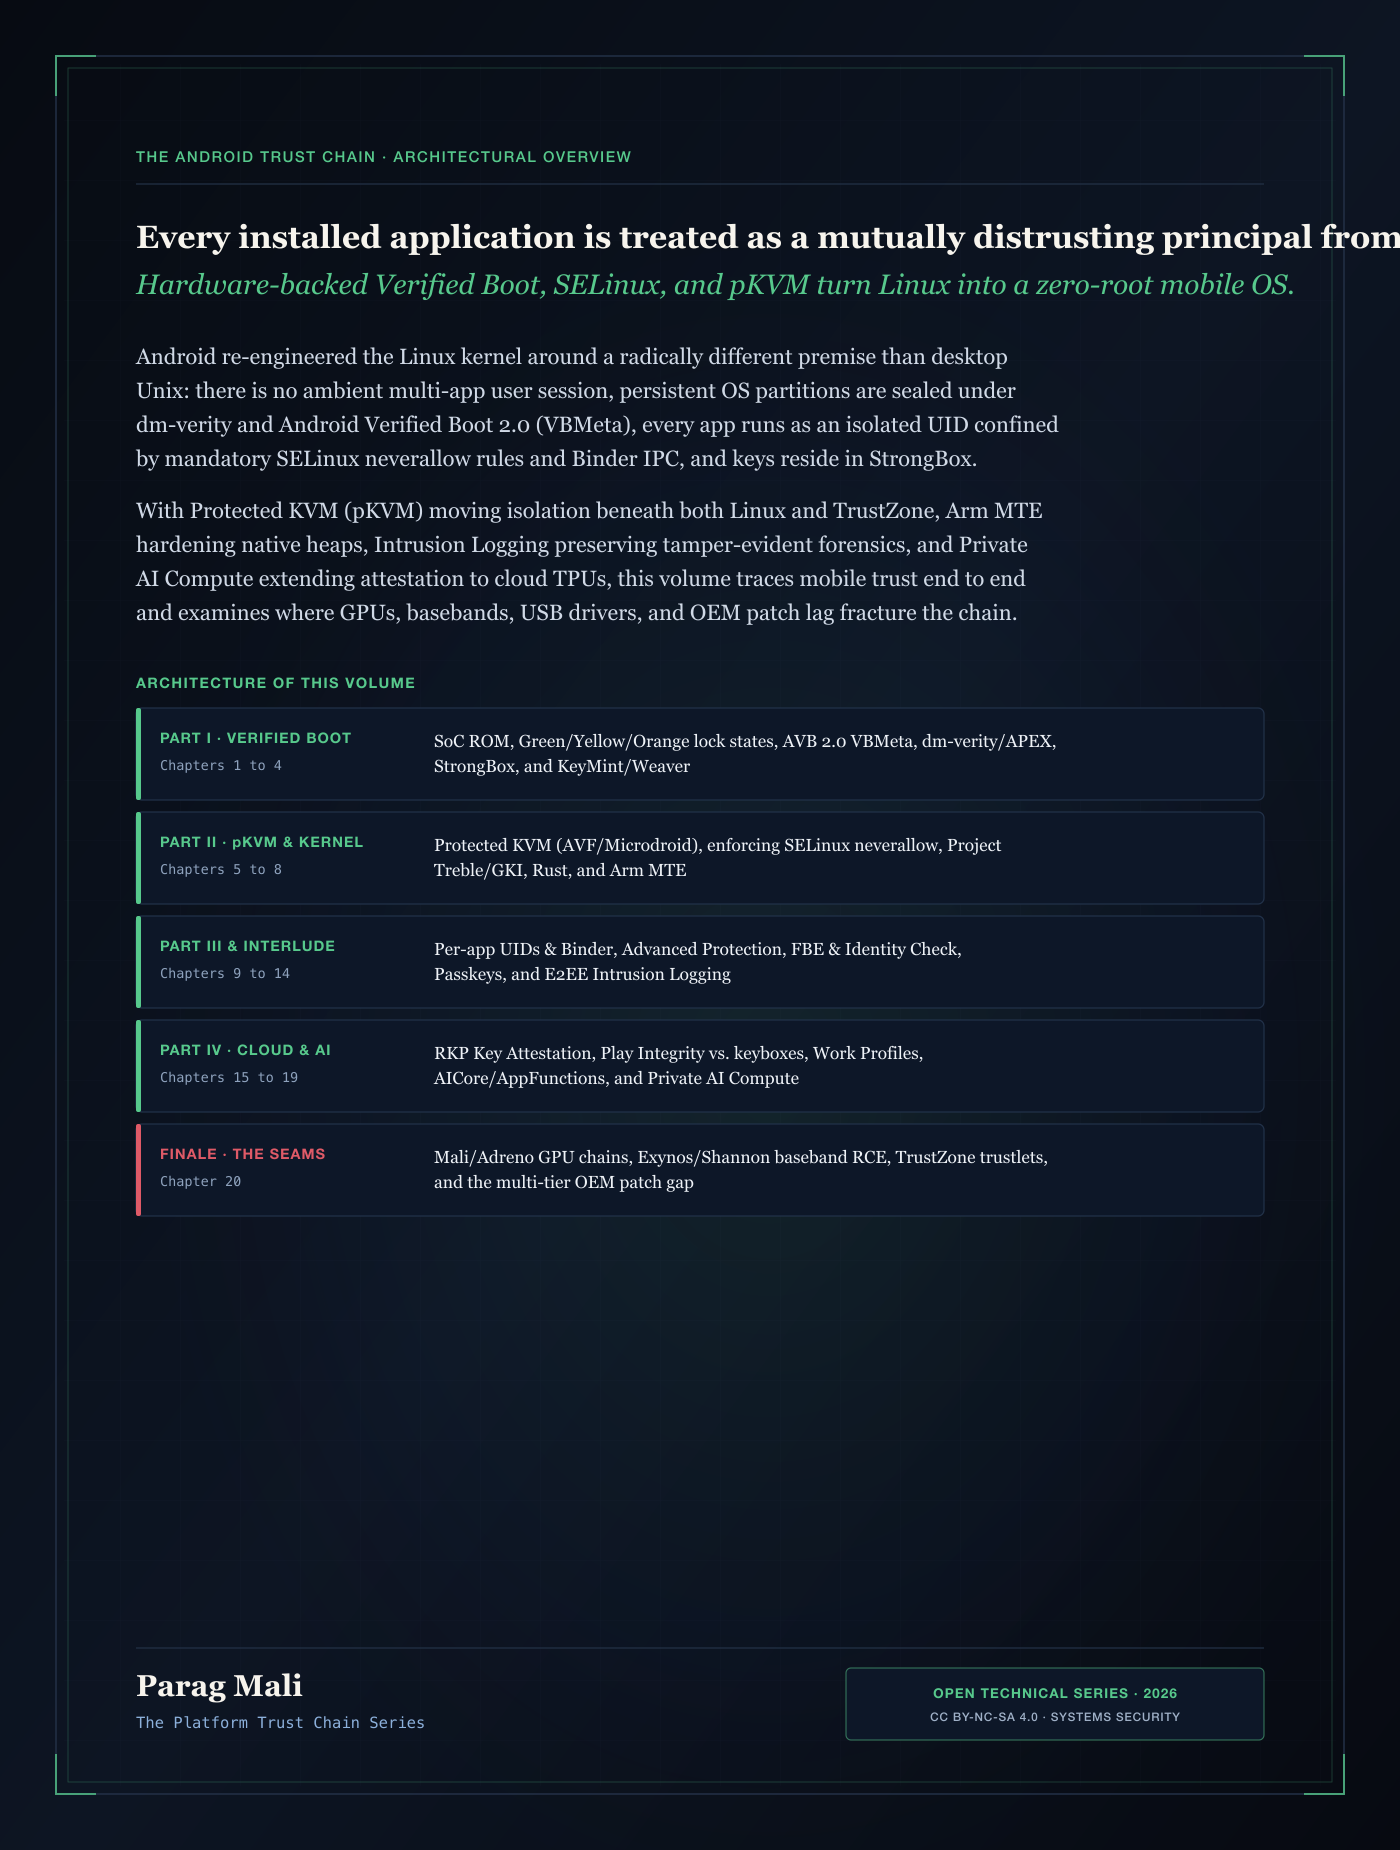 THE ANDROID TRUST CHAIN · ARCHITECTURAL OVERVIEW
Every installed application is treated as a mutually distrusting principal from
Hardware-backed Verified Boot, SELinux, and pKVM turn Linux into a zero-root mobile OS.
Android re-engineered the Linux kernel around a radically different premise than desktop
Unix: there is no ambient multi-app user session, persistent OS partitions are sealed under
dm-verity and Android Verified Boot 2.0 (VBMeta), every app runs as an isolated UID confined
by mandatory SELinux neverallow rules and Binder IPC, and keys reside in StrongBox.
With Protected KVM (pKVM) moving isolation beneath both Linux and TrustZone, Arm MTE
hardening native heaps, Intrusion Logging preserving tamper-evident forensics, and Private
AI Compute extending attestation to cloud TPUs, this volume traces mobile trust end to end
and examines where GPUs, basebands, USB drivers, and OEM patch lag fracture the chain.
ARCHITECTURE OF THIS VOLUME
PART I · VERIFIED BOOT
Chapters 1 to 4
SoC ROM, Green/Yellow/Orange lock states, AVB 2.0 VBMeta, dm-verity/APEX,
StrongBox, and KeyMint/Weaver
PART II · pKVM & KERNEL
Chapters 5 to 8
Protected KVM (AVF/Microdroid), enforcing SELinux neverallow, Project
Treble/GKI, Rust, and Arm MTE
PART III & INTERLUDE
Chapters 9 to 14
Per-app UIDs & Binder, Advanced Protection, FBE & Identity Check,
Passkeys, and E2EE Intrusion Logging
PART IV · CLOUD & AI
Chapters 15 to 19
RKP Key Attestation, Play Integrity vs. keyboxes, Work Profiles,
AICore/AppFunctions, and Private AI Compute
FINALE · THE SEAMS
Chapter 20
Mali/Adreno GPU chains, Exynos/Shannon baseband RCE, TrustZone trustlets,
and the multi-tier OEM patch gap
Parag Mali
The Platform Trust Chain Series
OPEN TECHNICAL SERIES · 2026
CC BY-NC-SA 4.0 · SYSTEMS SECURITY